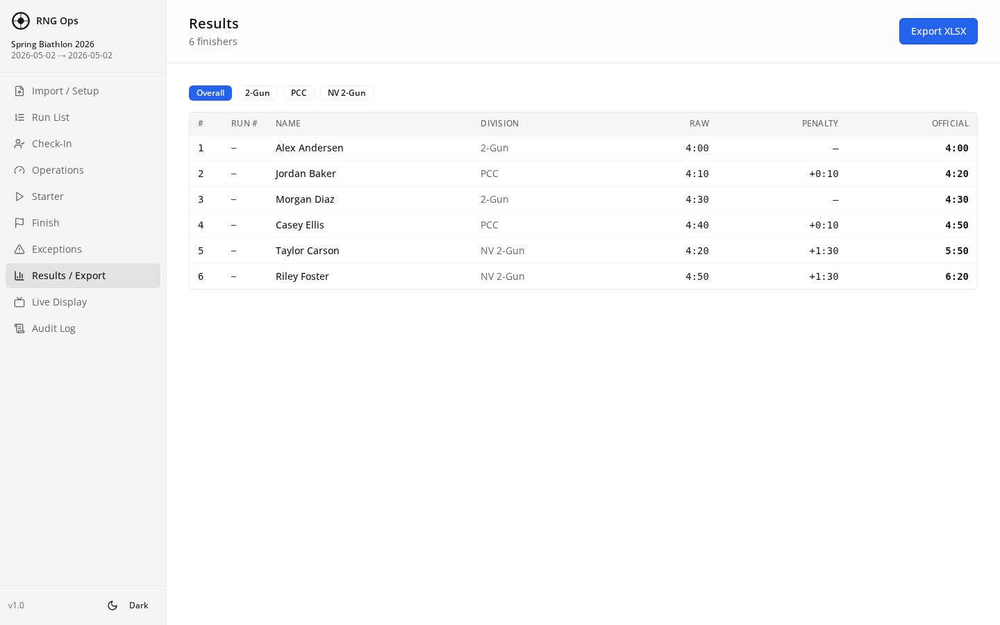 RNG Ops
Spring Biathlon 2026
2026-05-02 → 2026-05-02
Import / Setup
Run List
Check-In
Operations
Starter
Finish
Exceptions
Results / Export
Live Display
Audit Log
v1.0
Dark
Results
6 finishers
Export XLSX
Overall 2-Gun PCC NV 2-Gun
# RUN # NAME DIVISION RAW PENALTY OFFICIAL
1 – Alex Andersen 2-Gun 4:00 — 4:00
2 – Jordan Baker PCC 4:10 +0:10 4:20
3 – Morgan Diaz 2-Gun 4:30 — 4:30
4 – Casey Ellis PCC 4:40 +0:10 4:50
5 – Taylor Carson NV 2-Gun 4:20 +1:30 5:50
6 – Riley Foster NV 2-Gun 4:50 +1:30 6:20